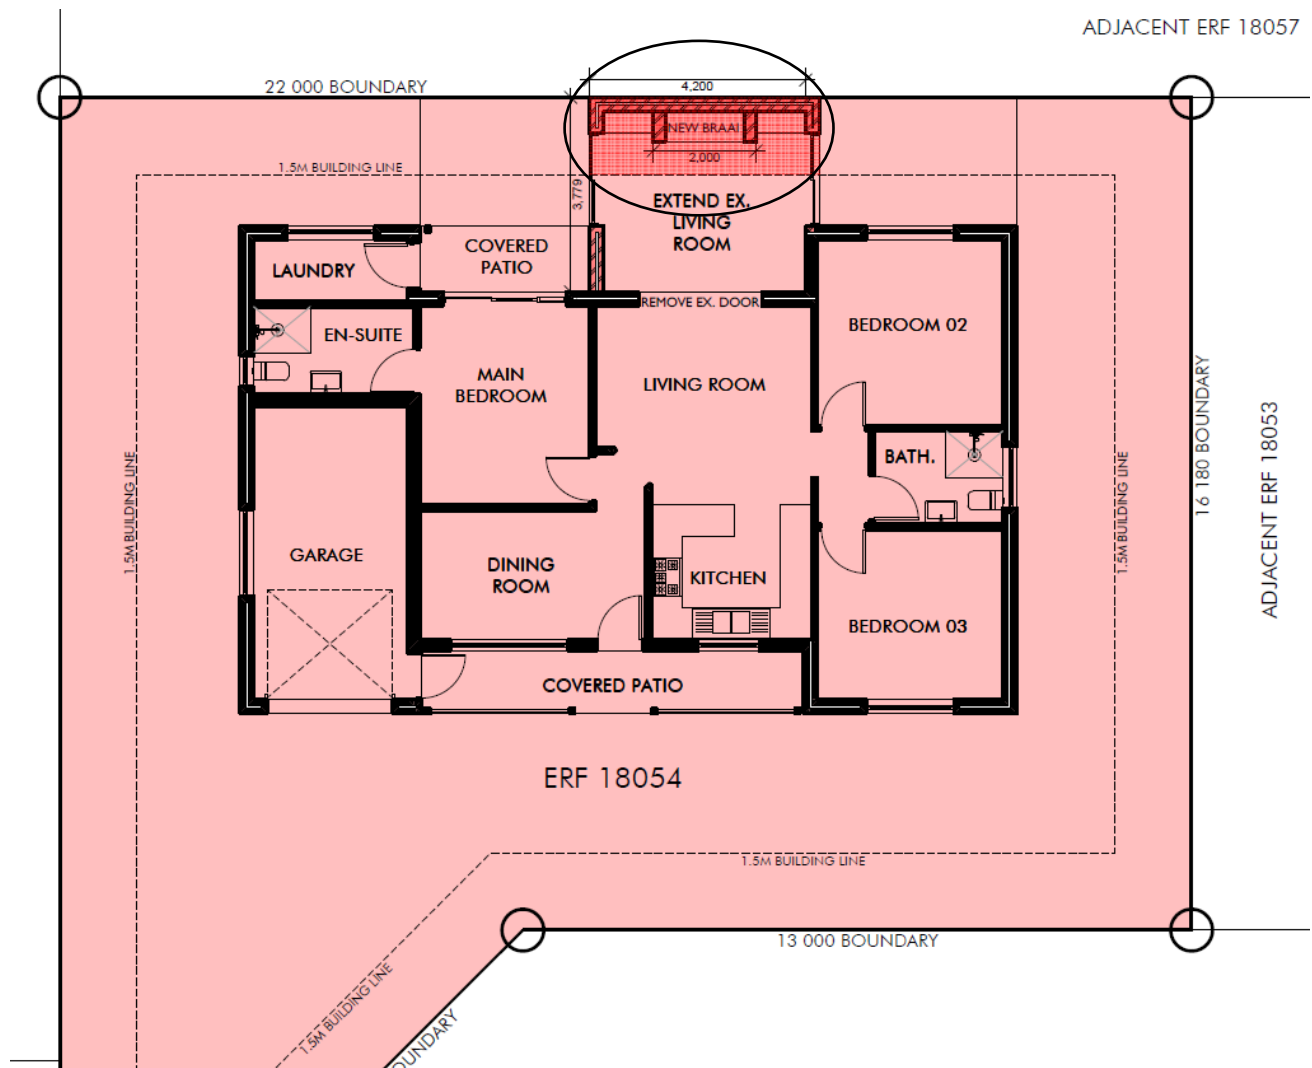 ADJACENT ERF 18057
22 000 BOUNDARY
4,200
NEW BRAAI
2,000
1.5M BUILDING LINE
3,779
EXTEND EX.
LIVING
ROOM
COVERED
PATIO
LAUNDRY
REMOVE EX. DOOR
EN-SUITE
BEDROOM 02
MAIN
BEDROOM
LIVING ROOM
16 180 BOUNDARY
ADJACENT ERF 18053
BATH.
1.5M BUILDING LINE
1.5M BUILDING LINE
GARAGE
DINING
ROOM
KITCHEN
BEDROOM 03
COVERED PATIO
ERF 18054
1.5M BUILDING LINE
13 000 BOUNDARY
1.5M BUILDING LINE
OUNDARY